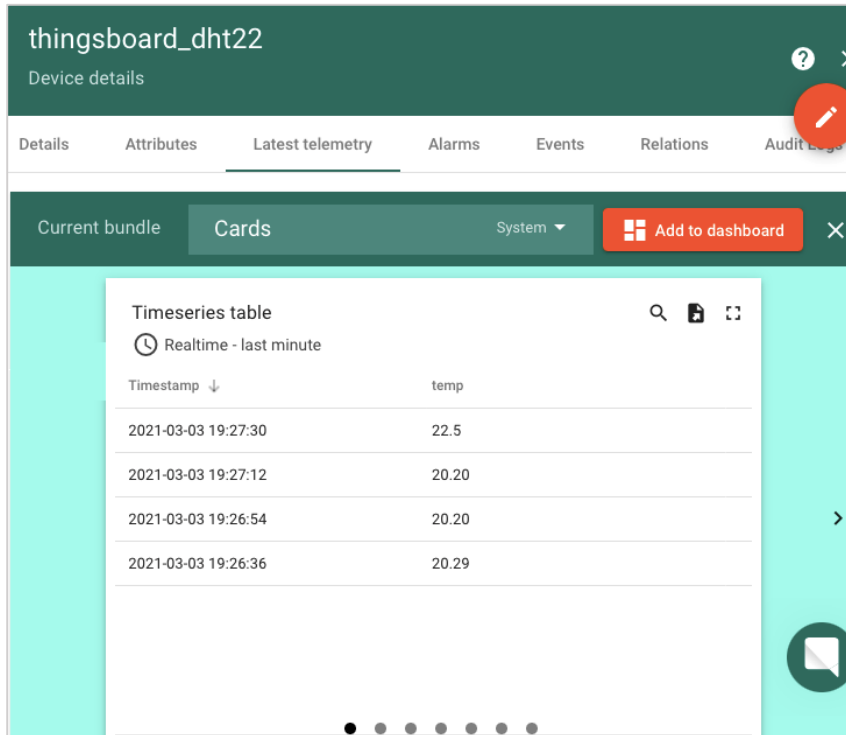 thingsboard_dht22
Device details
Details Attributes Latest telemetry Alarms Events Relations Audit Logs
Current bundle Cards System Add to dashboard
Timeseries table
Realtime - last minute
Timestamp temp
2021-03-03 19:27:30 22.5
2021-03-03 19:27:12 20.20
2021-03-03 19:26:54 20.20
2021-03-03 19:26:36 20.29